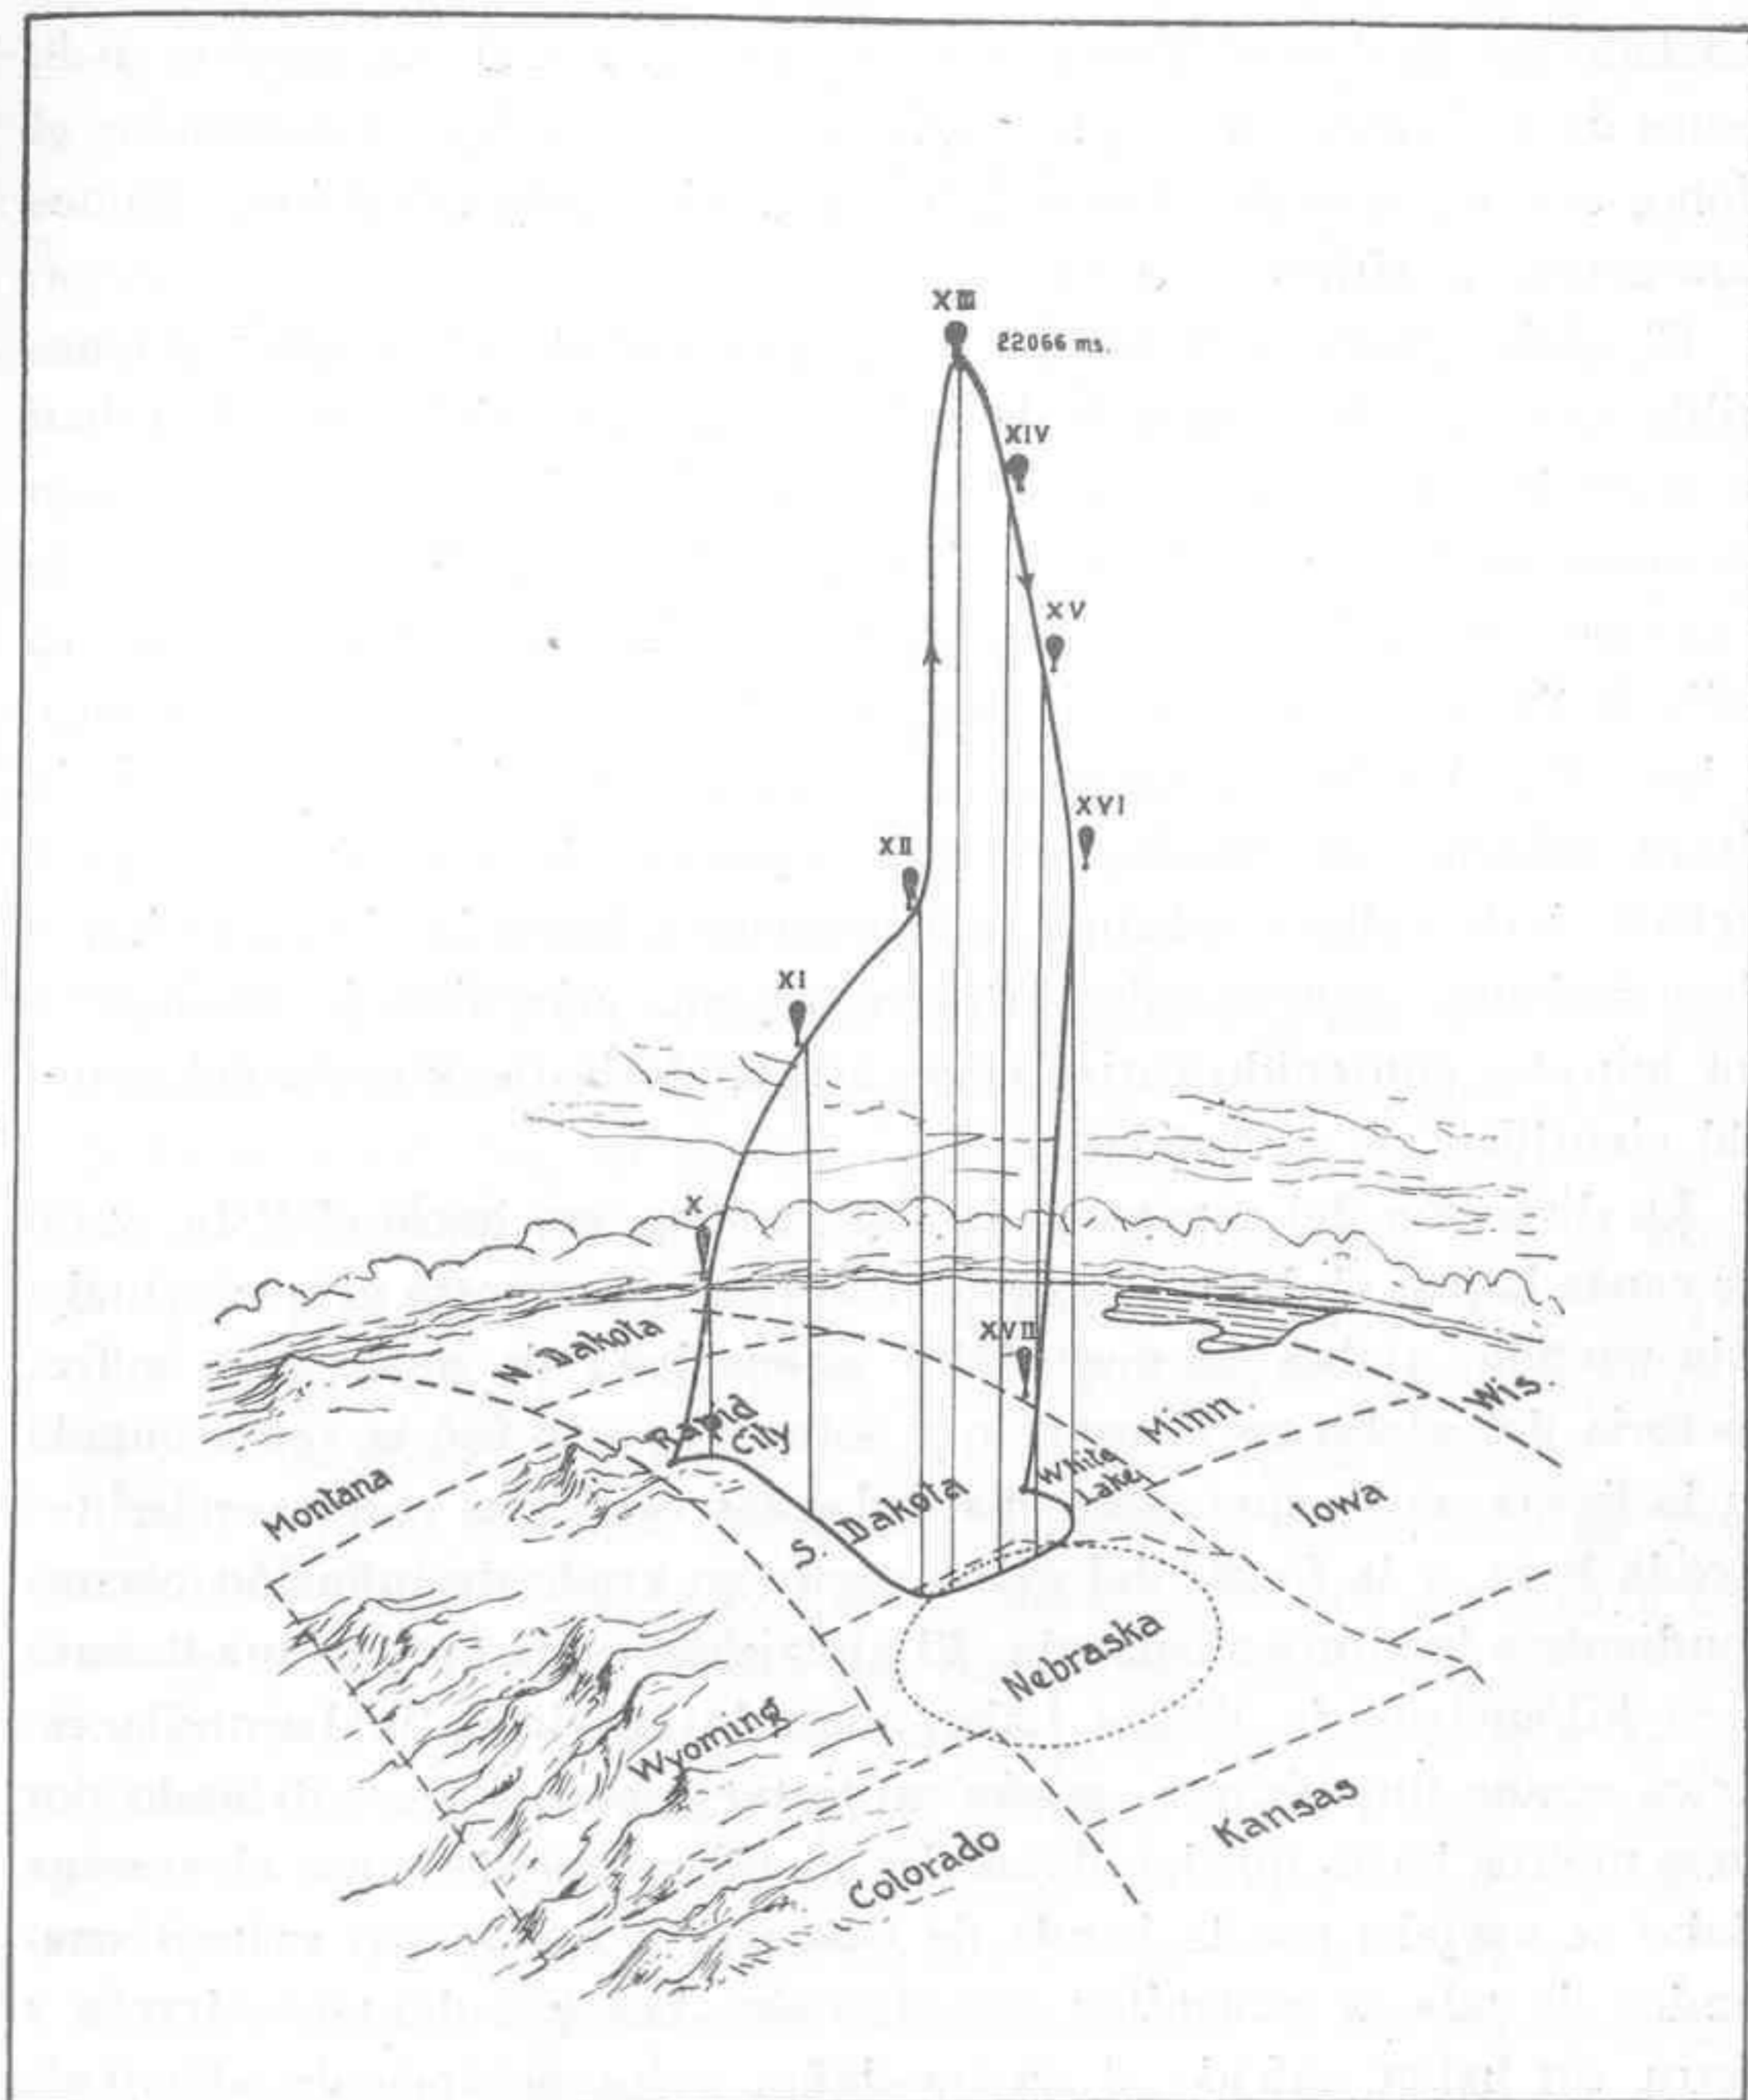 XIII
22066 ms.
XIV
XV
XVI
XII
XI
X
XVII
N. Dakota
Rapid
City
Minn.
Wis.
White
Lake
Montana
S. Dakota
Iowa
Nebraska
Wyoming
Kansas
Colorado